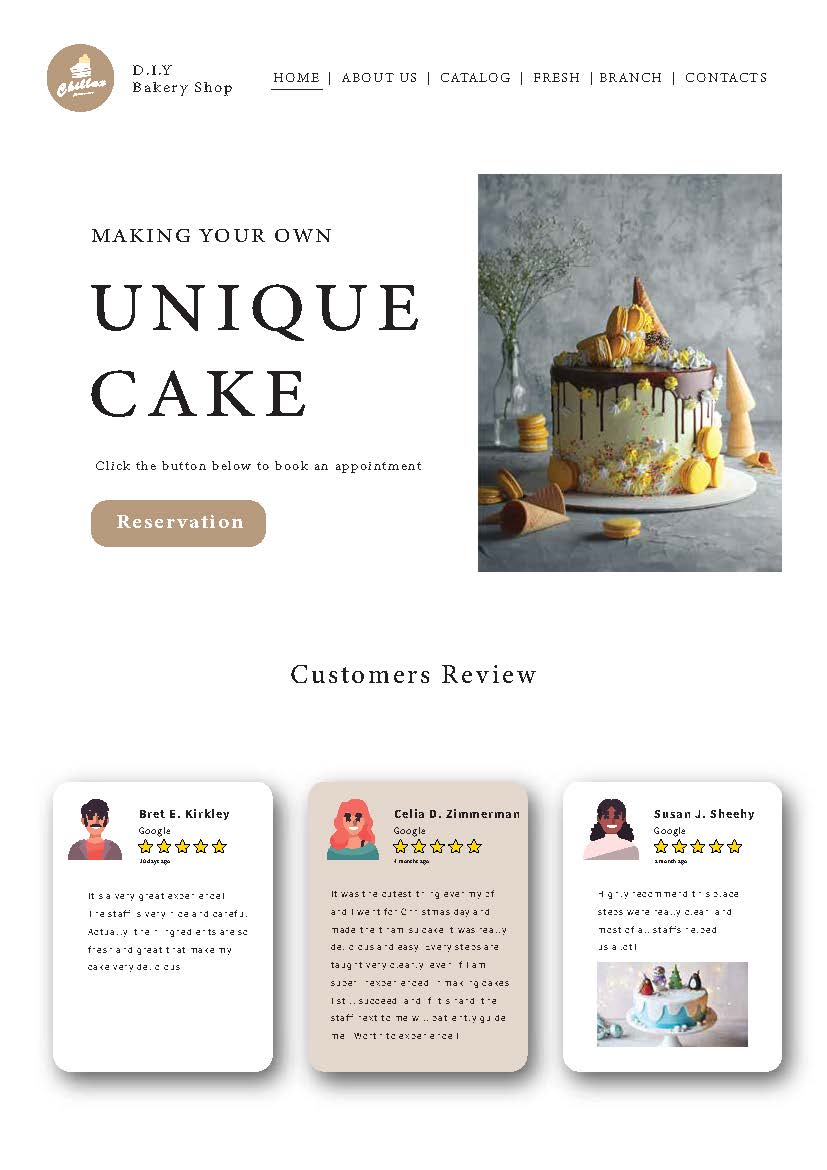 Chillax
D.I.Y
Bakery Shop
HOME | ABOUT US | CATALOG | FRESH | BRANCH | CONTACTS
MAKING YOUR OWN
UNIQUE
CAKE
Click the button below to book an appointment
Reservation
Customers Review
Bret E. Kirkley
Google
10 days ago
It's a very great experience!
The staff is very nice and careful.
Actually, their ingredients are so
fresh and great that make my
cake very delicious
Celia D. Zimmerman
Google
months ago
It was the cutest thing ever my bf
and I went for Christmas day and
made the tiramisu cake it was really
delicious and easy. Every steps are
taught very clearly, even if I am
super inexperienced in making cakes
I still succeed, and if it's hard, the
staff next to me will patiently guide
me. Worth to experience!
Susan J. Sheehy
Google
a month ago
Highly recommend this place
steps were really clean and
most of all staffs helped
us a lot!